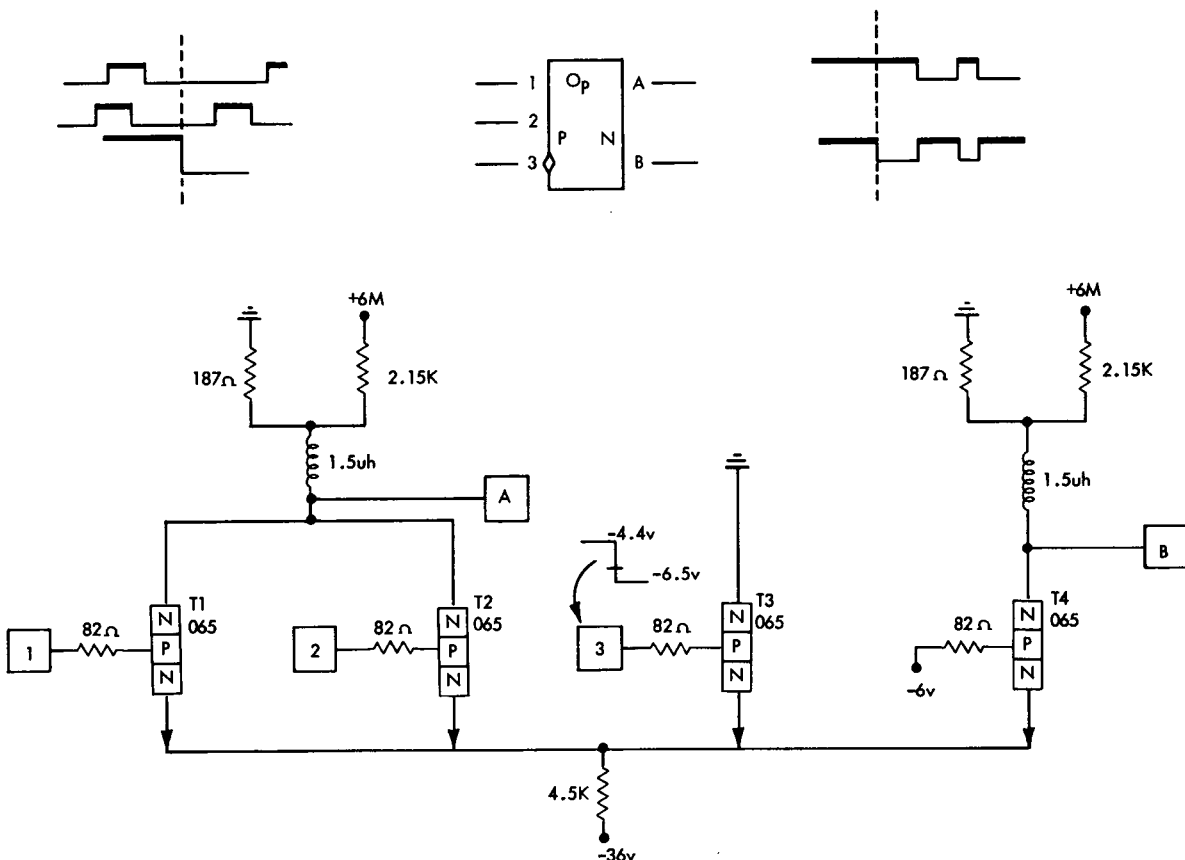 1 Op A
2
P N
3 B
+6M
187Ω 2.15K
1.5uh
A
+6M
187Ω 2.15K
1.5uh
B
-4.4v
-6.5v
T1
065
1 82Ω N P N
T2
065
2 82Ω N P N
T3
065
3 82Ω N P N
T4
065
82Ω N P N
-6v
4.5K
-36v